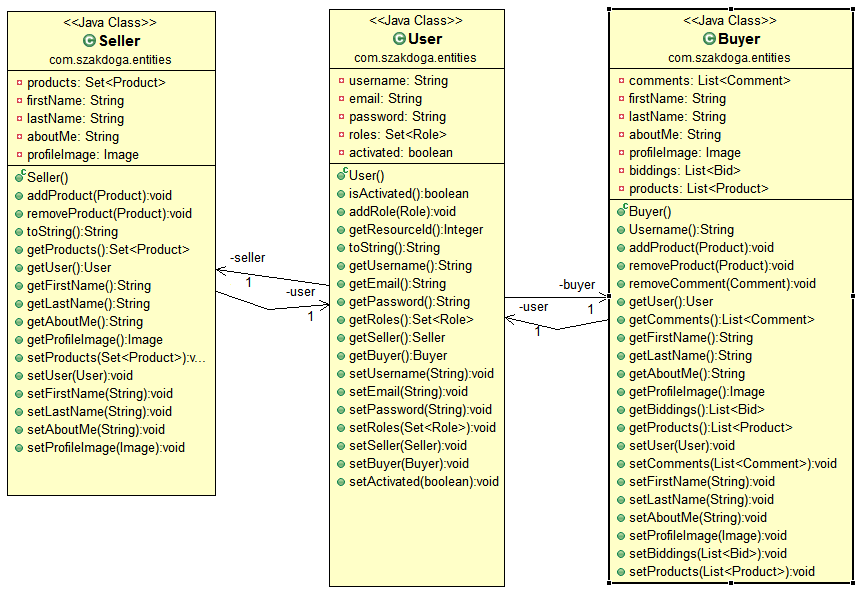 <<Java Class>>
Seller
com.szakdoga.entities
products: Set<Product>
firstName: String
lastName: String
aboutMe: String
profileImage: Image
Seller()
addProduct(Product):void
removeProduct(Product):void
toString():String
getProducts():Set<Product>
getUser():User
getFirstName():String
getLastName():String
getAboutMe():String
getProfileImage():Image
setProducts(Set<Product>):v...
setUser(User):void
setFirstName(String):void
setLastName(String):void
setAboutMe(String):void
setProfileImage(Image):void
-seller
1
-user
1
<<Java Class>>
User
com.szakdoga.entities
username: String
email: String
password: String
roles: Set<Role>
activated: boolean
User()
isActivated():boolean
addRole(Role):void
getResourceId():Integer
toString():String
getUsername():String
getEmail():String
getPassword():String
getRoles():Set<Role>
getSeller():Seller
getBuyer():Buyer
setUsername(String):void
setEmail(String):void
setPassword(String):void
setRoles(Set<Role>):void
setSeller(Seller):void
setBuyer(Buyer):void
setActivated(boolean):void
-buyer
1
-user
1
<<Java Class>>
Buyer
com.szakdoga.entities
comments: List<Comment>
firstName: String
lastName: String
aboutMe: String
profileImage: Image
biddings: List<Bid>
products: List<Product>
Buyer()
Username():String
addProduct(Product):void
removeProduct(Product):void
removeComment(Comment):void
getUser():User
getComments():List<Comment>
getFirstName():String
getLastName():String
getAboutMe():String
getProfileImage():Image
getBiddings():List<Bid>
getProducts():List<Product>
setUser(User):void
setComments(List<Comment>):void
setFirstName(String):void
setLastName(String):void
setAboutMe(String):void
setProfileImage(Image):void
setBiddings(List<Bid>):void
setProducts(List<Product>):void